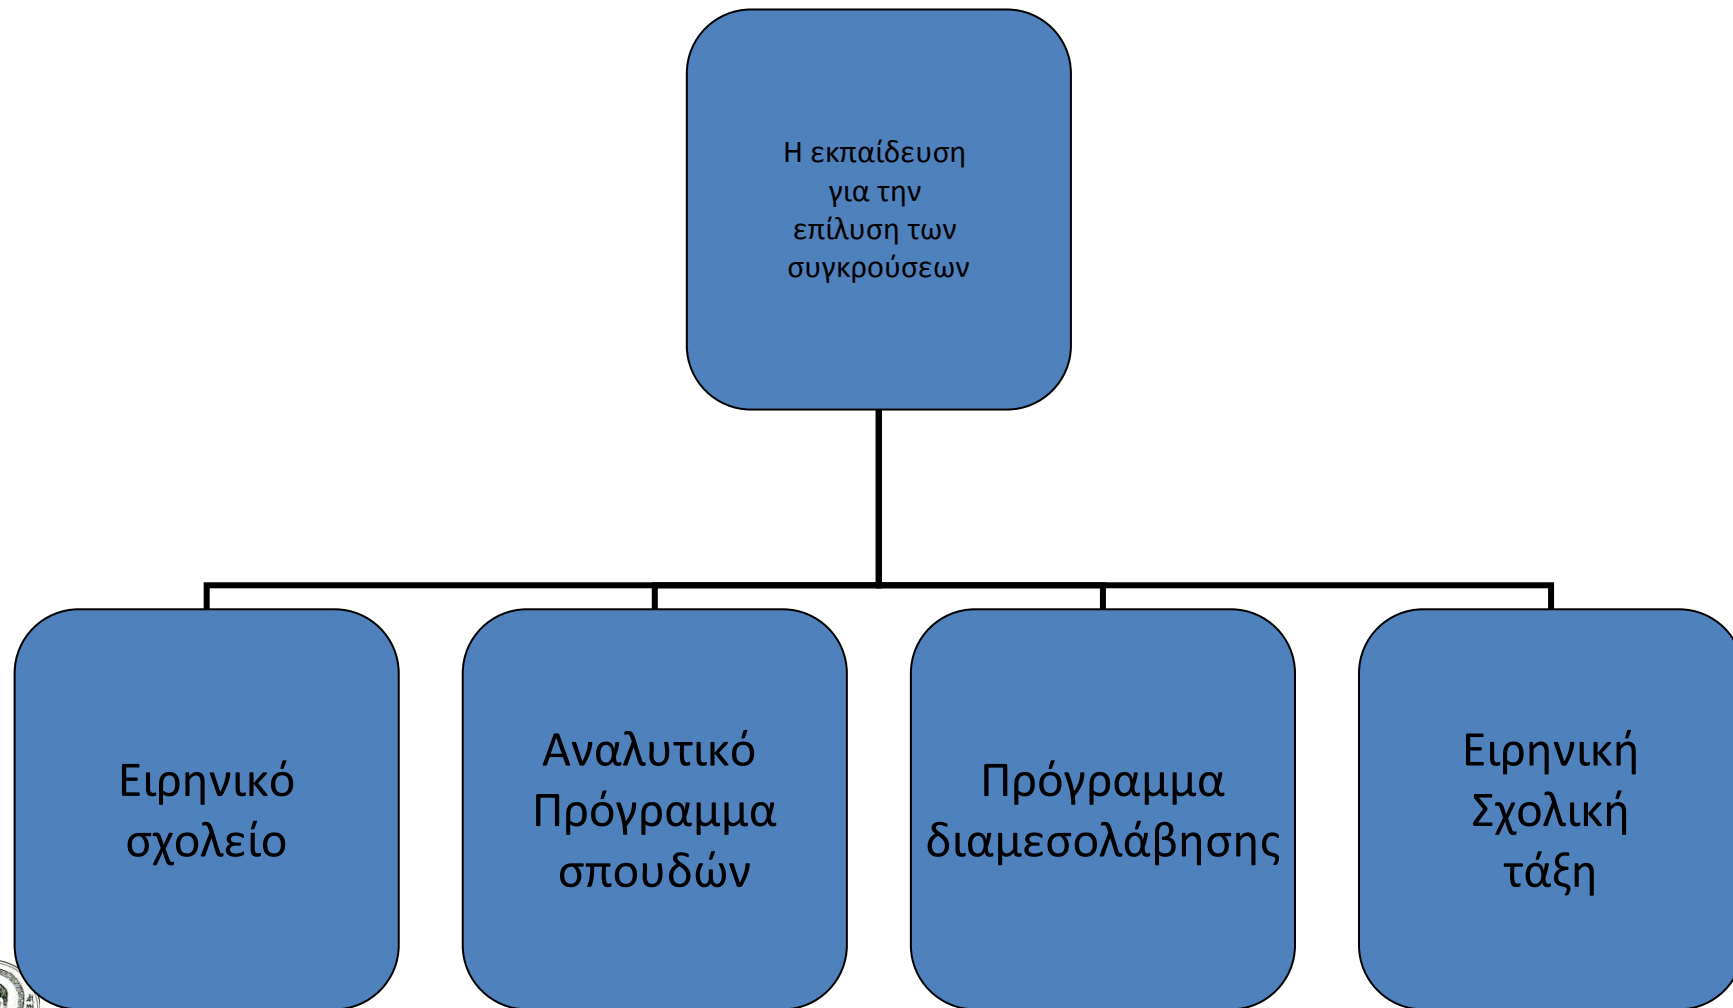 Η εκπαίδευση
για την
επίλυση των
συγκρούσεων
Ειρηνικό
σχολείο
Αναλυτικό
Πρόγραμμα
σπουδών
Πρόγραμμα
διαμεσολάβησης
Ειρηνική
Σχολική
τάξη